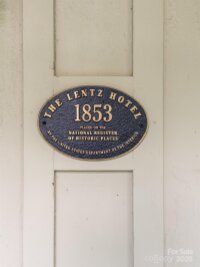 THE LENTZ HOTEL
1853
PLACED ON THE
NATIONAL REGISTER
OF HISTORIC PLACES
BY THE UNITED STATES DEPARTMENT OF THE INTERIOR
For Sale
2025